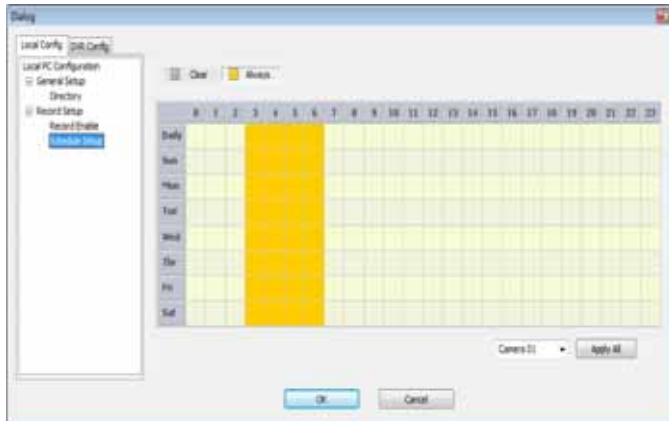 Dialog
Local Config DVR Config
Local PC Configuration
General Setup
Directory
Record Setup
Record Enable
Schedule Setup
Clear Always
0 1 2 3 4 5 6 7 8 9 10 11 12 13 14 15 16 17 18 19 20 21 22 23
Daily
Sun
Mon
Tue
Wed
Thr
Fri
Sat
Camera 01 Apply All
OK Cancel